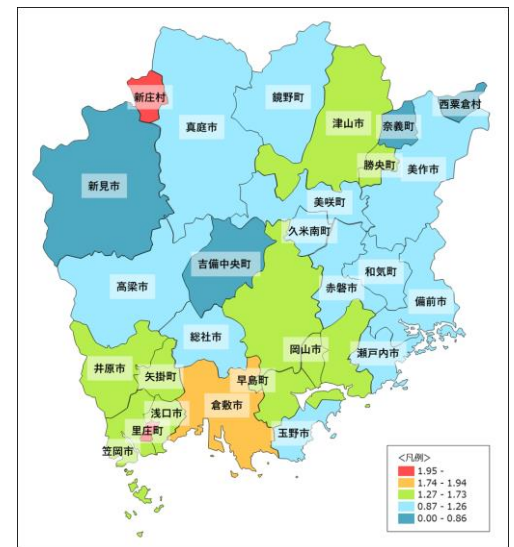 新庄村
鏡野町
西粟倉村
真庭市
津山市
奈義町
勝央町
美作市
新見市
美咲町
久米南町
吉備中央町
和気町
高梁市
赤磐市
備前市
総社市
岡山市
瀬戸内市
井原市
矢掛町
早島町
浅口市
倉敷市
里庄町
玉野市
笠岡市
<凡例>
1.95 -
1.74 - 1.94
1.27 - 1.73
0.87 - 1.26
0.00 - 0.86